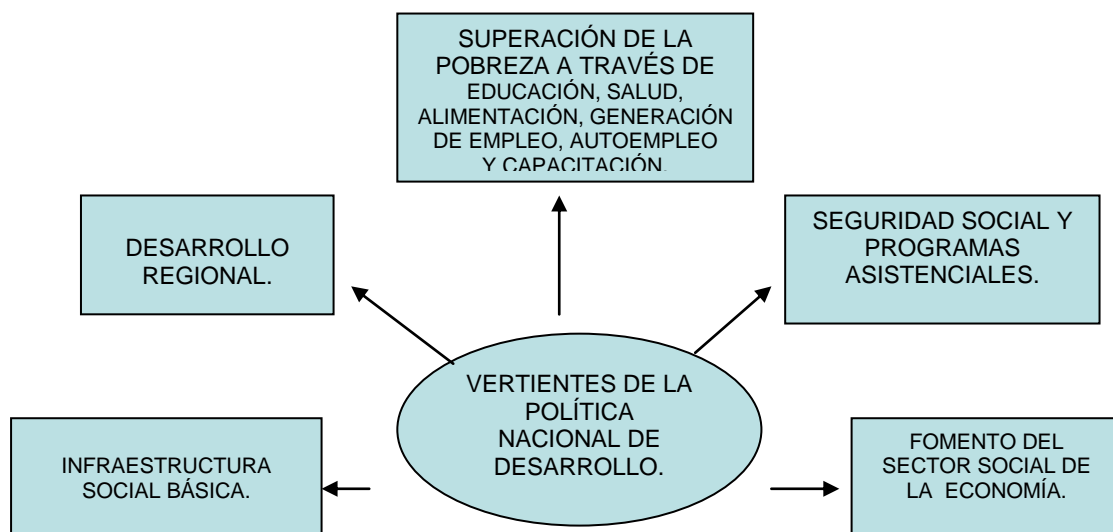 SUPERACIÓN DE LA
POBREZA A TRAVÉS DE
EDUCACIÓN, SALUD,
ALIMENTACIÓN, GENERACIÓN
DE EMPLEO, AUTOEMPLEO
Y CAPACITACIÓN.
DESARROLLO
REGIONAL.
SEGURIDAD SOCIAL Y
PROGRAMAS
ASISTENCIALES.
VERTIENTES DE LA
POLÍTICA
NACIONAL DE
DESARROLLO.
INFRAESTRUCTURA
SOCIAL BÁSICA.
FOMENTO DEL
SECTOR SOCIAL DE
LA ECONOMÍA.